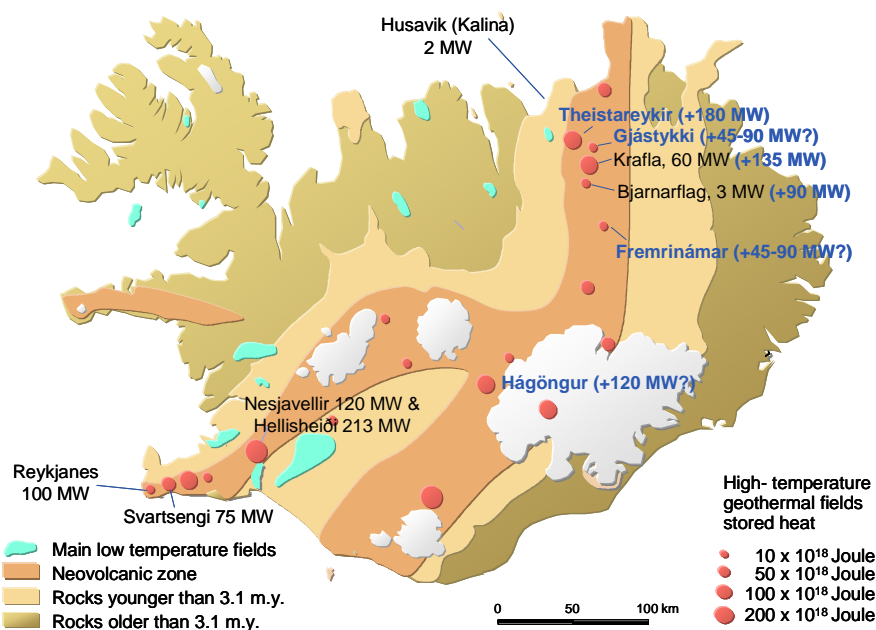 Husavik (Kalina)
2 MW
Theistareykir (+180 MW)
Gjástykki (+45-90 MW?)
Krafla, 60 MW (+135 MW)
Bjarnarflag, 3 MW (+90 MW)
Fremrinámar (+45-90 MW?)
Hágöngur (+120 MW?)
Nesjavellir 120 MW &
Hellisheiði 213 MW
Reykjanes
100 MW
Svartsengi 75 MW
Main low temperature fields
Neovolcanic zone
Rocks younger than 3.1 m.y.
Rocks older than 3.1 m.y.
0 50 100 km
High- temperature
geothermal fields
stored heat
10 x 10¹⁸ Joule
50 x 10¹⁸ Joule
100 x 10¹⁸ Joule
200 x 10¹⁸ Joule